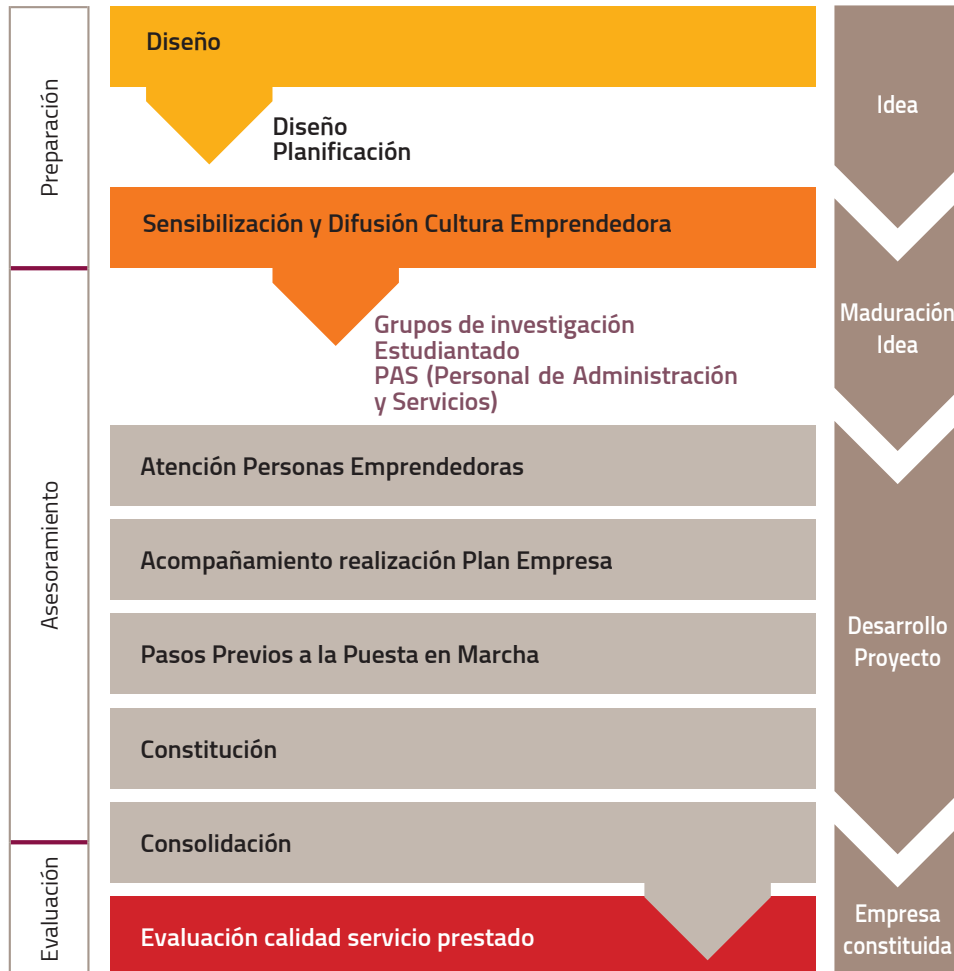 Preparación
Diseño
Diseño
Planificación
Sensibilización y Difusión Cultura Emprendedora
Idea
Asesoramiento
Grupos de investigación
Estudiantado
PAS (Personal de Administración
y Servicios)
Maduración
Idea
Atención Personas Emprendedoras
Acompañamiento realización Plan Empresa
Pasos Previos a la Puesta en Marcha
Constitución
Consolidación
Desarrollo
Proyecto
Evaluación
Evaluación calidad servicio prestado
Empresa
constituida